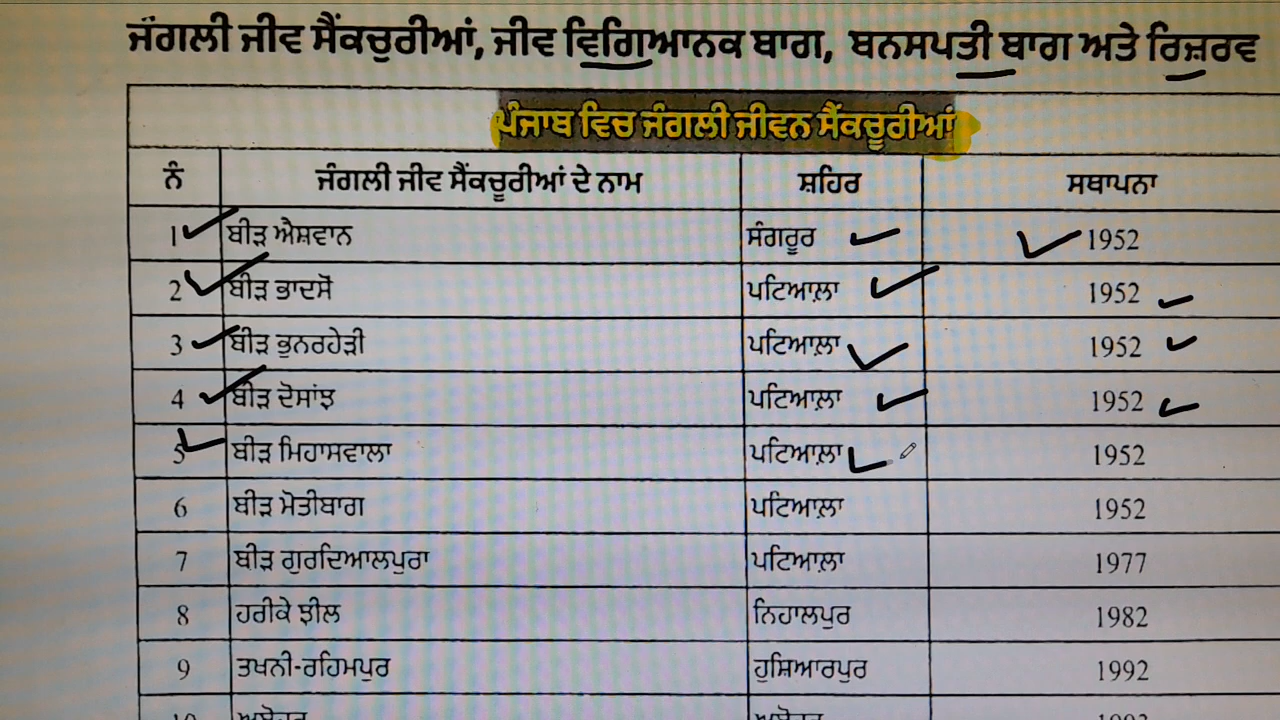 ਜੰਗਲੀ ਜੀਵ ਸੈਂਕਚੁਰੀਆਂ, ਜੀਵ ਵਿਗਿਆਨਕ ਬਾਗ, ਬਨਸਪਤੀ ਬਾਗ ਅਤੇ ਰਿਜ਼ਰਵ
ਪੰਜਾਬ ਵਿਚ ਜੰਗਲੀ ਜੀਵਨ ਸੈਂਕਚੂਰੀਆਂ
ਨੰ ਜੰਗਲੀ ਜੀਵ ਸੈਂਕਚੂਰੀਆਂ ਦੇ ਨਾਮ ਸ਼ਹਿਰ ਸਥਾਪਨਾ
1 ਬੀੜ ਐਸ਼ਵਾਨ ਸੰਗਰੂਰ 1952
2 ਬੀੜ ਭਾਦਸੋਂ ਪਟਿਆਲ਼ਾ 1952
3 ਬੀੜ ਭੁਨਰਹੇੜੀ ਪਟਿਆਲ਼ਾ 1952
4 ਬੀੜ ਦੋਸਾਂਝ ਪਟਿਆਲ਼ਾ 1952
5 ਬੀੜ ਮਿਹਾਸਵਾਲਾ ਪਟਿਆਲ਼ਾ 1952
6 ਬੀੜ ਮੋਤੀਬਾਗ ਪਟਿਆਲ਼ਾ 1952
7 ਬੀੜ ਗੁਰਦਿਆਲਪੁਰਾ ਪਟਿਆਲ਼ਾ 1977
8 ਹਰੀਕੇ ਝੀਲ ਨਿਹਾਲਪੁਰ 1982
9 ਤਖਨੀ-ਰਹਿਮਪੁਰ ਹੁਸ਼ਿਆਰਪੁਰ 1992